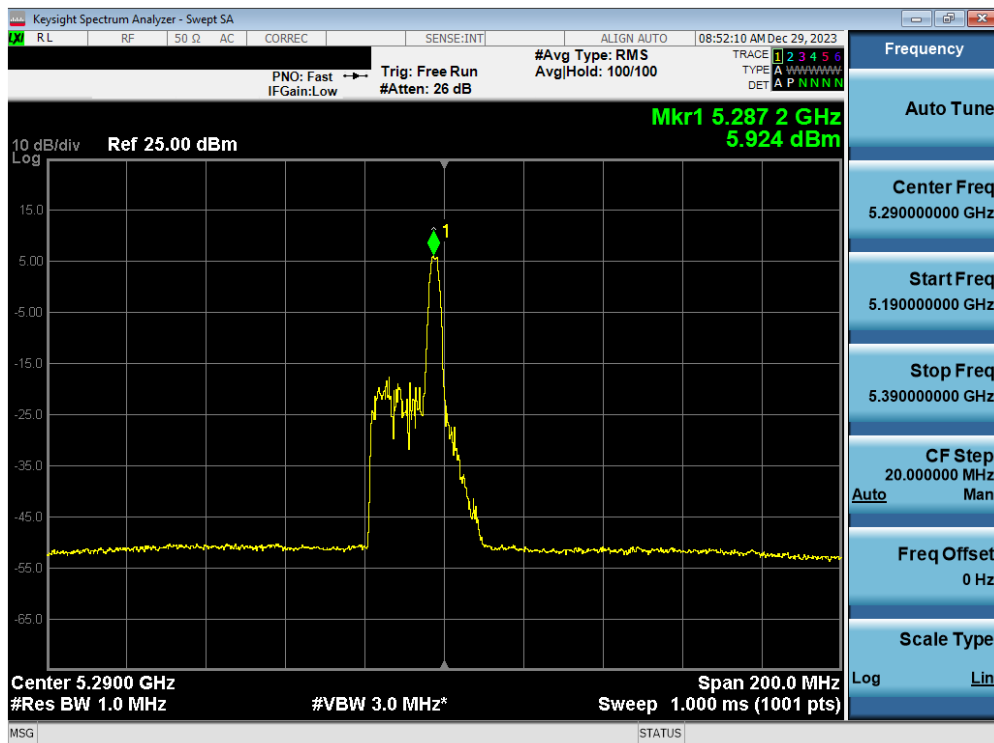 Keysight Spectrum Analyzer - Swept SA
LXI RL RF 50 Ω AC CORREC SENSE:INT ALIGN AUTO 08:52:10 AM Dec 29, 2023
PNO: Fast
IFGain:Low
Trig: Free Run
#Atten: 26 dB
#Avg Type: RMS
Avg|Hold: 100/100
TRACE 1 2 3 4 5 6
TYPE A WWWWW
DET A P N N N N
Mkr1 5.287 2 GHz
5.924 dBm
10 dB/div
Log
Ref 25.00 dBm
15.0
5.00
-5.00
-15.0
-25.0
-35.0
-45.0
-55.0
-65.0
1
Center 5.2900 GHz
Span 200.0 MHz
#Res BW 1.0 MHz
#VBW 3.0 MHz*
Sweep 1.000 ms (1001 pts)
MSG
STATUS
Frequency
Auto Tune
Center Freq
5.290000000 GHz
Start Freq
5.190000000 GHz
Stop Freq
5.390000000 GHz
CF Step
20.000000 MHz
Auto Man
Freq Offset
0 Hz
Scale Type
Log Lin